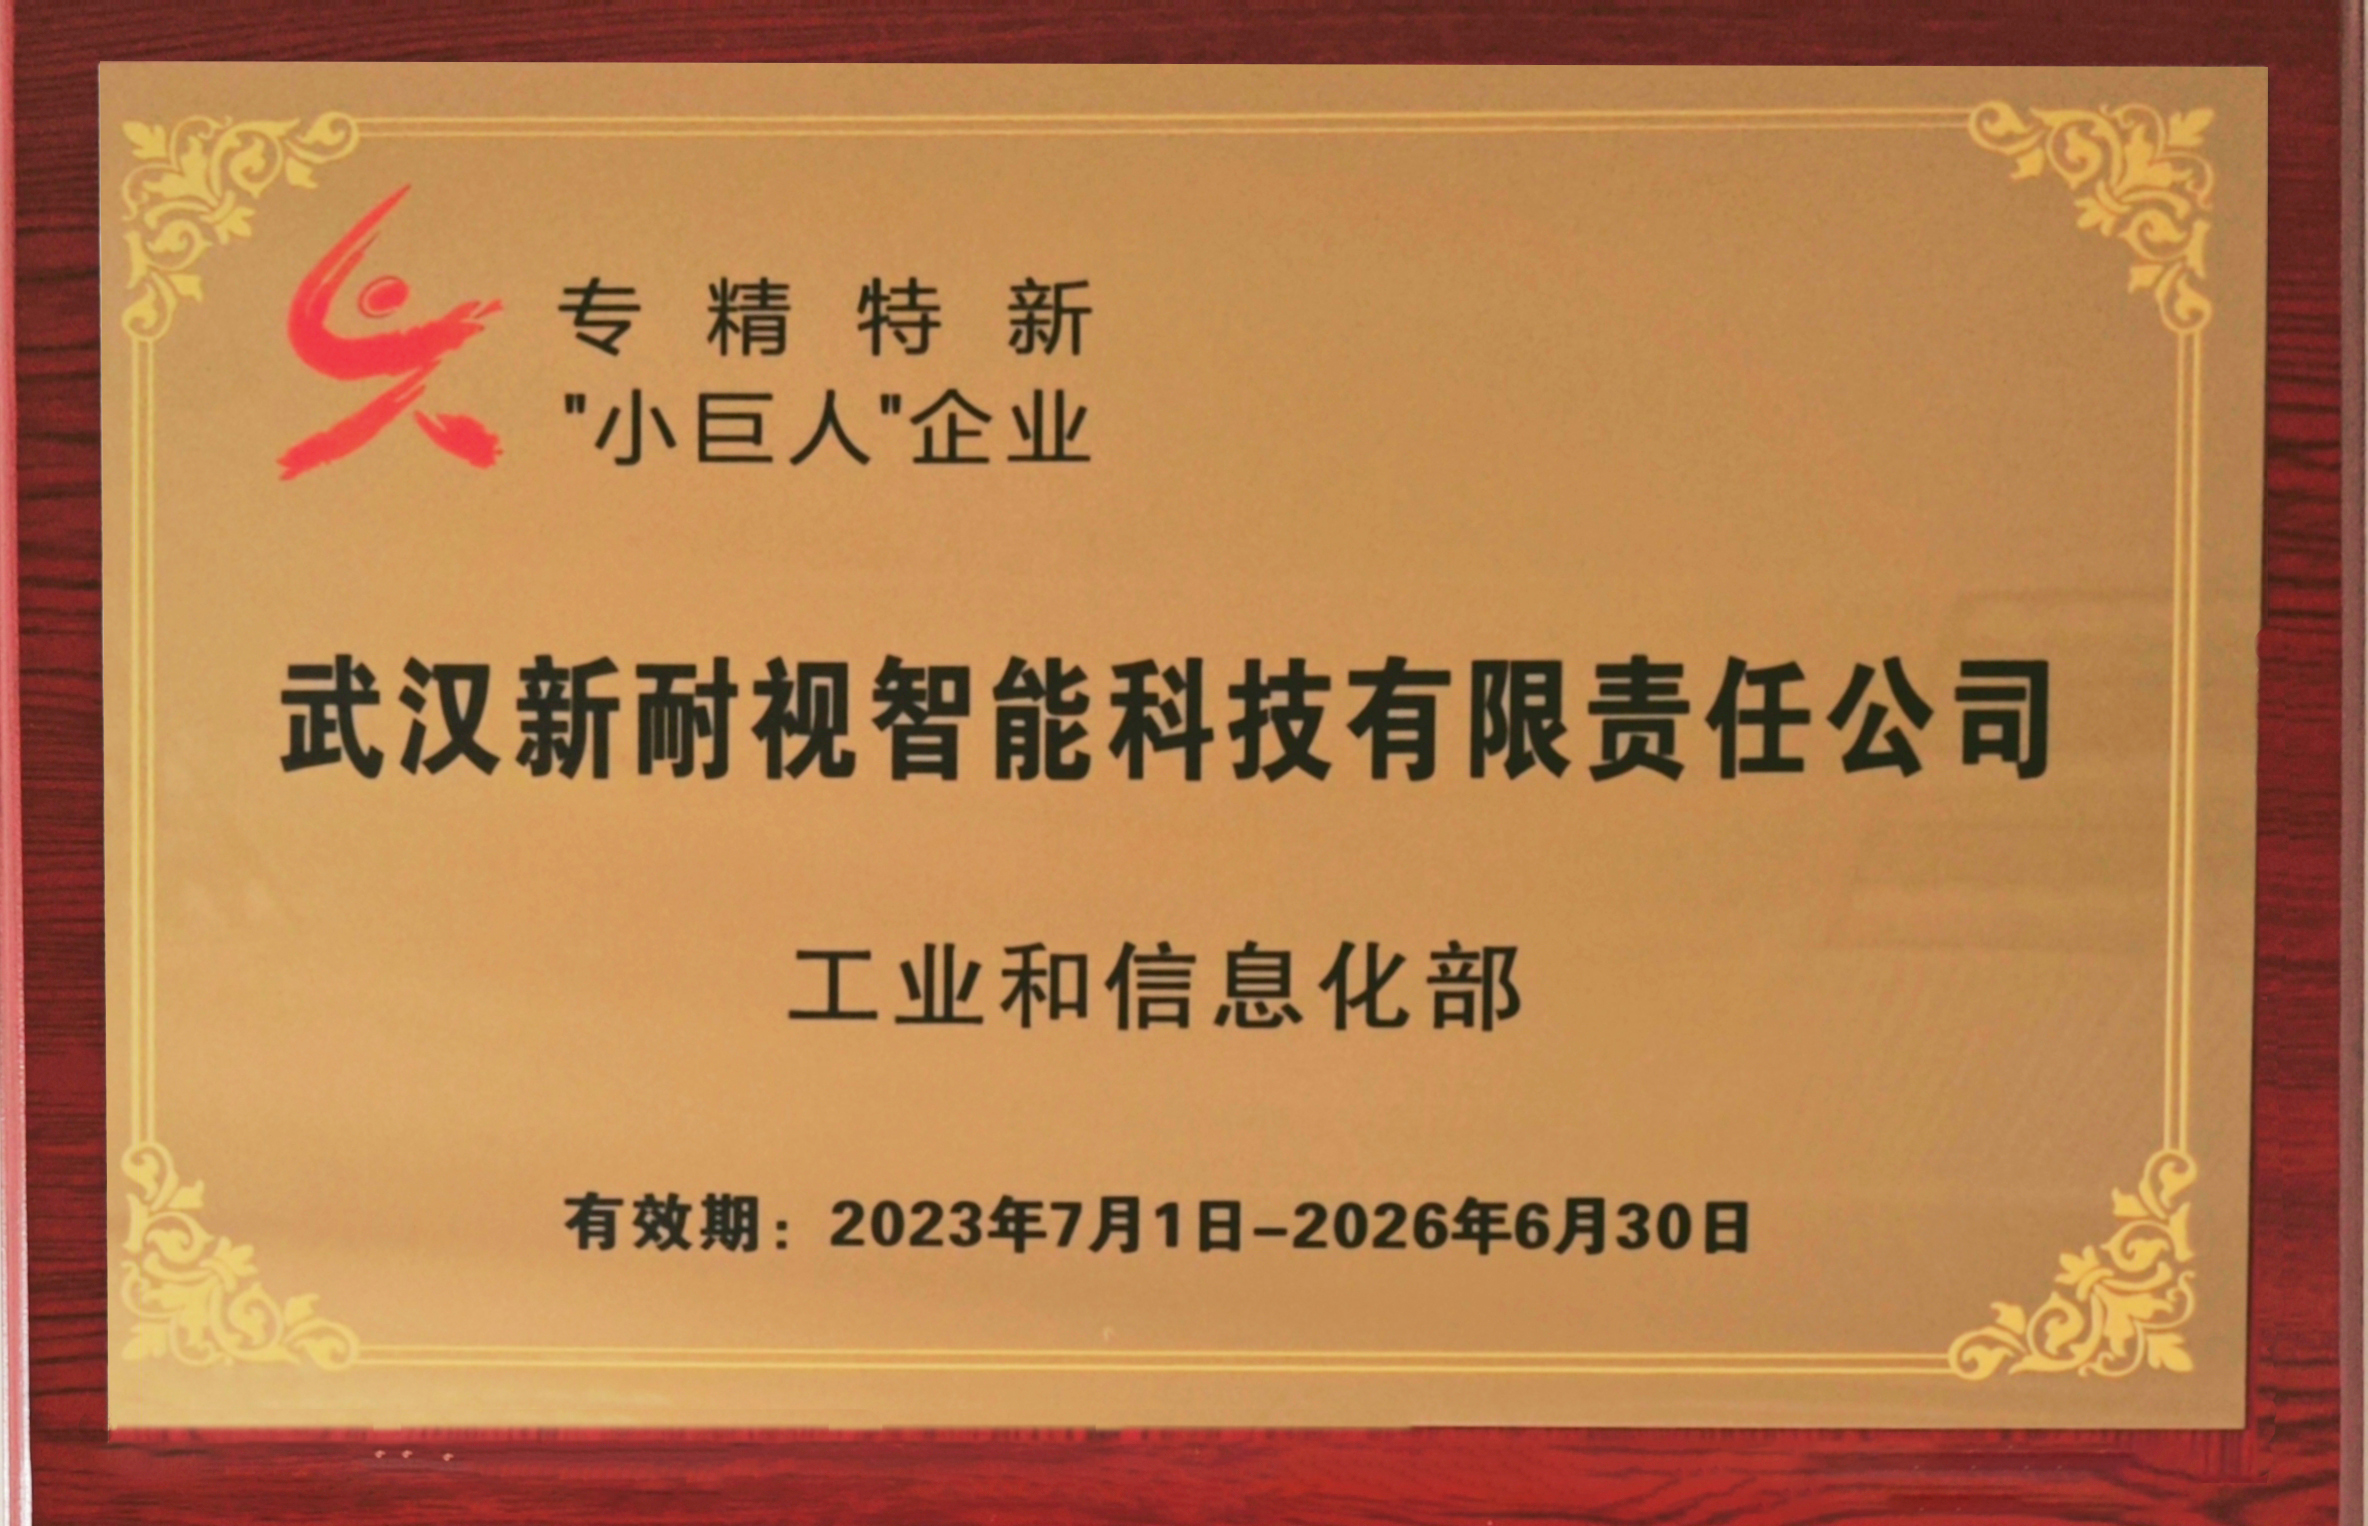 专精特新
"小巨人"企业
武汉新耐视智能科技有限责任公司
工业和信息化部
有效期：2023年7月1日-2026年6月30日